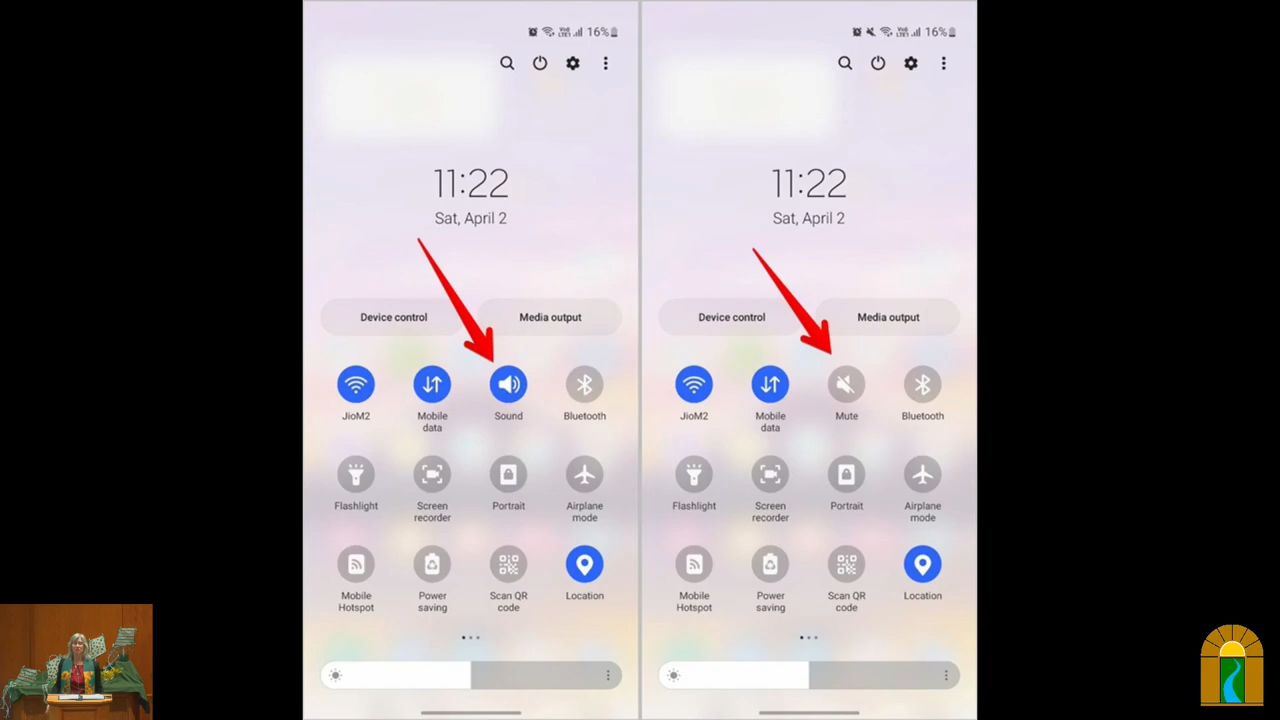 16%
11:22
Sat, April 2
Device control
Media output
JioM2
Mobile
data
Sound
Bluetooth
Flashlight
Screen
recorder
Portrait
Airplane
mode
Mobile
Hotspot
Power
saving
Scan QR
code
Location
16%
11:22
Sat, April 2
Device control
Media output
JioM2
Mobile
data
Mute
Bluetooth
Flashlight
Screen
recorder
Portrait
Airplane
mode
Mobile
Hotspot
Power
saving
Scan QR
code
Location